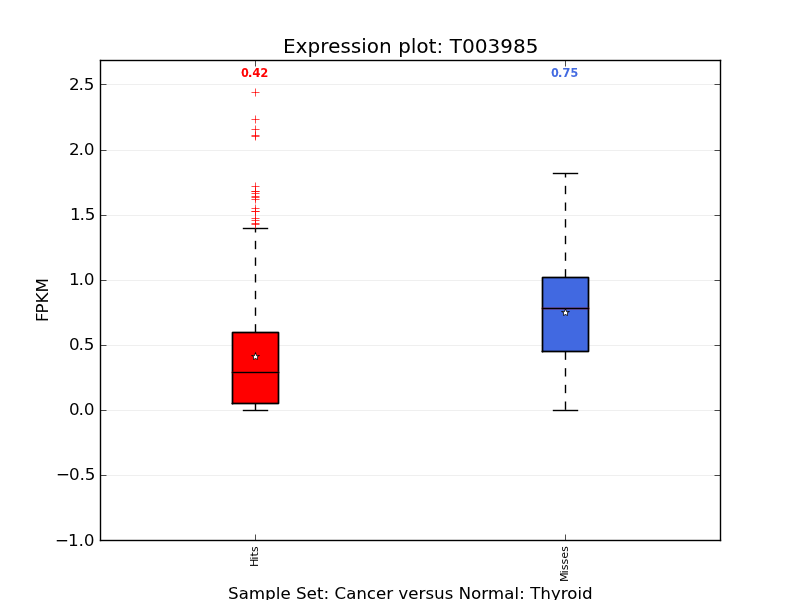 Expression plot: T003985
0.42
0.75
2.5
2.0
1.5
1.0
0.5
0.0
−0.5
−1.0
FPKM
Hits
Misses
Sample Set: Cancer versus Normal: Thyroid